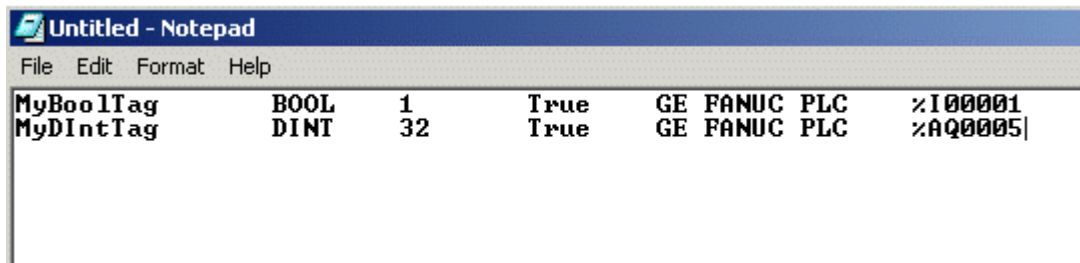 Untitled - Notepad
File Edit Format Help
MyBoolTag BOOL 1 True GE FANUC PLC %I00001
MyDIntTag DINT 32 True GE FANUC PLC %AQ0005